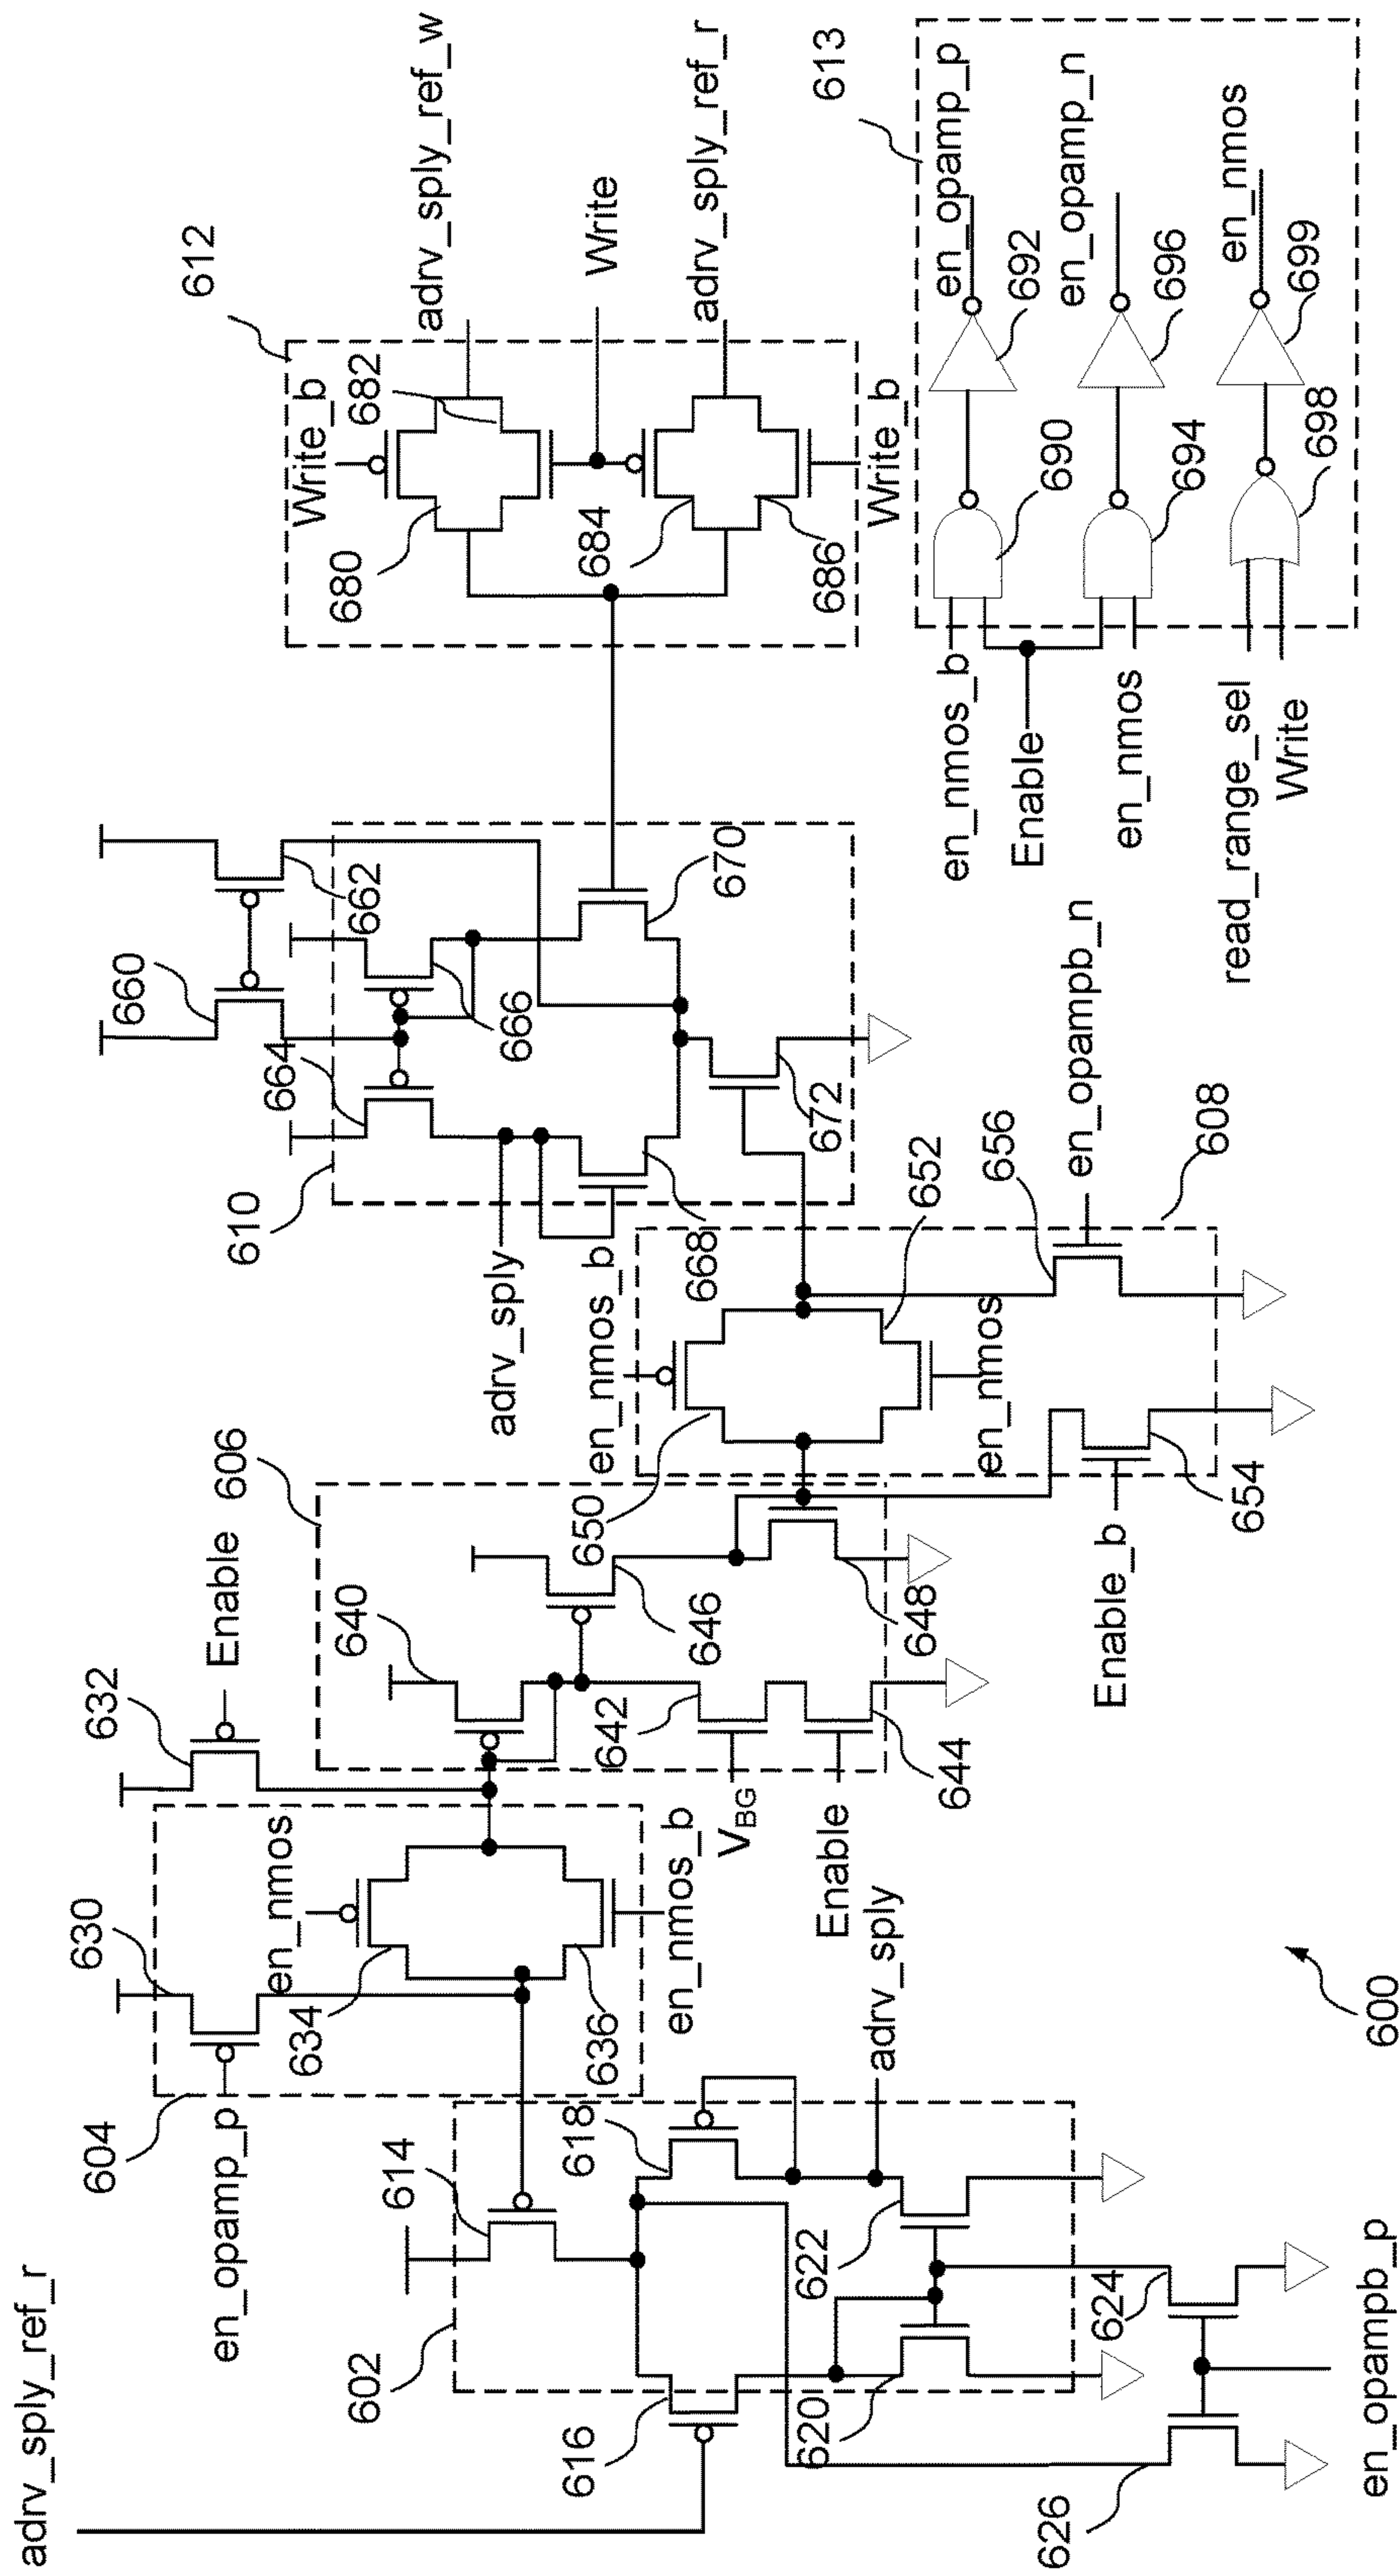 adrv_sply_ref_r
en_opamp_p
604
630
en_nmos
634
636
en_nmos_b
632
Enable
606
640
642
VBG
Enable
644
646
648
602
614
616
618
adrv_sply
620
622
624
626
en_opampb_p
600
en_nmos_b
650
en_nmos
652
654
Enable_b
656
en_opampb_n
608
610
adrv_sply
660
662
664
666
668
670
672
612
Write_b
680
682
adrv_sply_ref_w
Write
684
686
adrv_sply_ref_r
Write_b
613
en_nmos_b
690
692
en_opamp_p
Enable
en_nmos
694
696
en_opamp_n
read_range_sel
Write
698
699
en_nmos